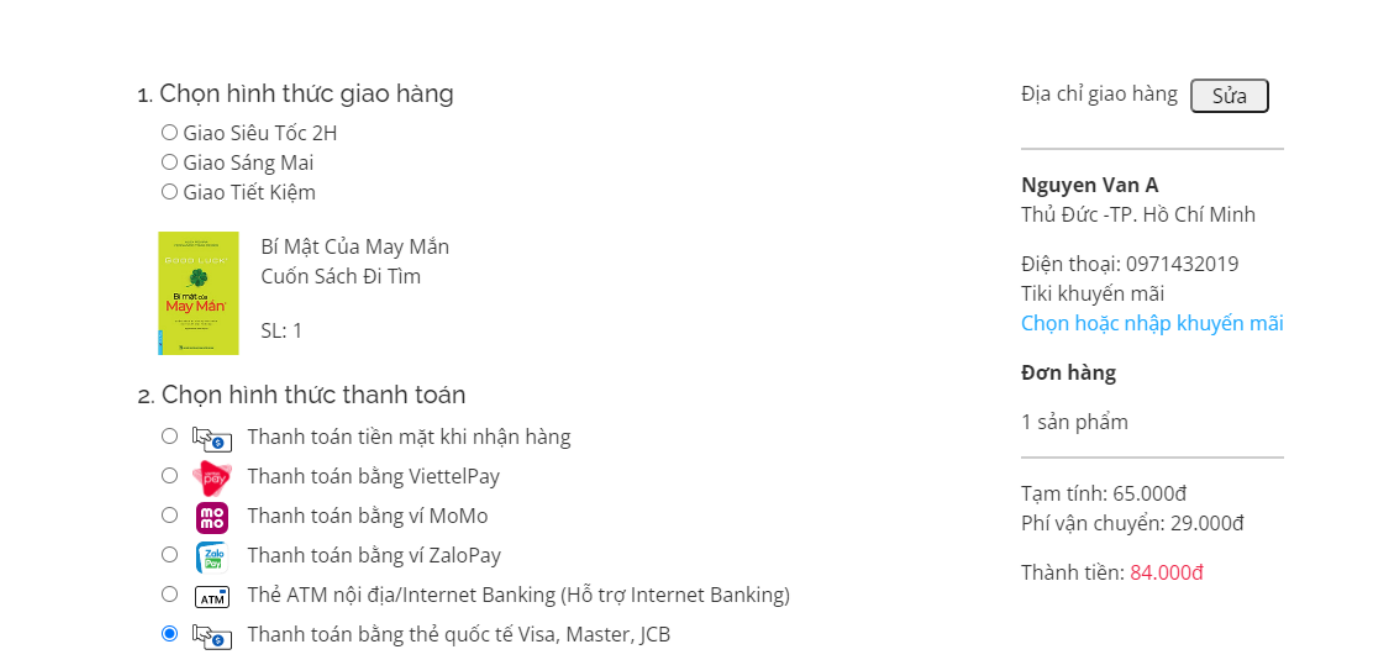 1. Chọn hình thức giao hàng
Giao Siêu Tốc 2H
Giao Sáng Mai
Giao Tiết Kiệm
GOOD LUCK
Bí mật của
May Mắn
Bí Mật Của May Mắn
Cuốn Sách Đi Tìm
SL: 1
2. Chọn hình thức thanh toán
Thanh toán tiền mặt khi nhận hàng
pay
Thanh toán bằng ViettelPay
mo
mo
Thanh toán bằng ví MoMo
Zalo
Pay
Thanh toán bằng ví ZaloPay
ATM
Thẻ ATM nội địa/Internet Banking (Hỗ trợ Internet Banking)
Thanh toán bằng thẻ quốc tế Visa, Master, JCB
Địa chỉ giao hàng Sửa
Nguyen Van A
Thủ Đức -TP. Hồ Chí Minh
Điện thoại: 0971432019
Tiki khuyến mãi
Chọn hoặc nhập khuyến mãi
Đơn hàng
1 sản phẩm
Tạm tính: 65.000đ
Phí vận chuyển: 29.000đ
Thành tiền: 84.000đ